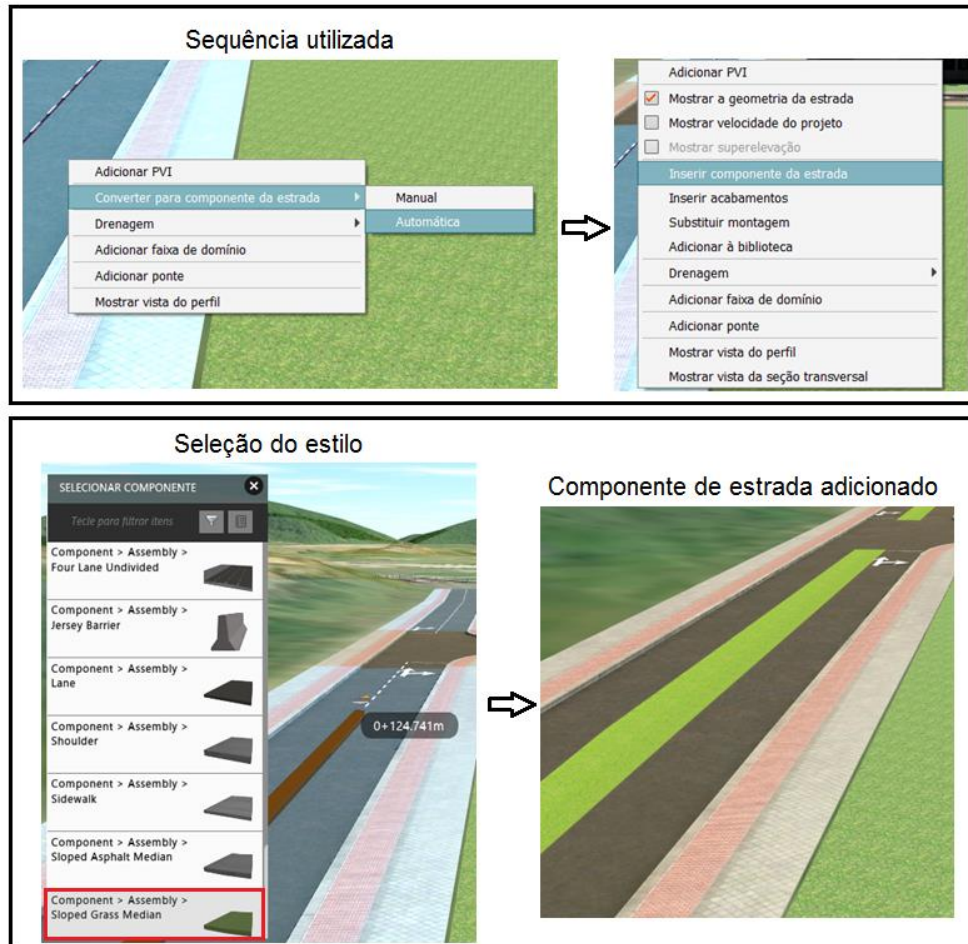 Sequência utilizada
Adicionar PVI
Converter para componente da estrada
Manual
Automática
Drenagem
Adicionar faixa de domínio
Adicionar ponte
Mostrar vista do perfil
Adicionar PVI
Mostrar a geometria da estrada
Mostrar velocidade do projeto
Mostrar superelevação
Inserir componente da estrada
Inserir acabamentos
Substituir montagem
Adicionar à biblioteca
Drenagem
Adicionar faixa de domínio
Adicionar ponte
Mostrar vista do perfil
Mostrar vista da seção transversal
Seleção do estilo
SELECIONAR COMPONENTE
Tecle para filtrar itens
Component > Assembly >
Four Lane Undivided
Component > Assembly >
Jersey Barrier
Component > Assembly >
Lane
Component > Assembly >
Shoulder
Component > Assembly >
Sidewalk
Component > Assembly >
Sloped Asphalt Median
Component > Assembly >
Sloped Grass Median
0+124.741m
Componente de estrada adicionado